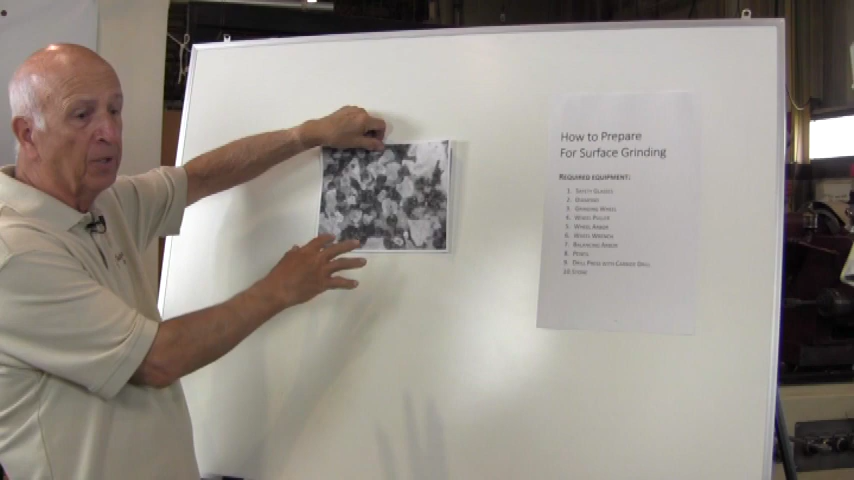 How to Prepare
For Surface Grinding
REQUIRED EQUIPMENT:
1. SAFETY GLASSES
2. DIAMOND
3. GRINDING WHEEL
4. WHEEL PULLER
5. WHEEL ARBOR
6. WHEEL WRENCH
7. BALANCING ARBOR
8. PENCIL
9. DRILL PRESS WITH CARBIDE DRILL
10. STONE